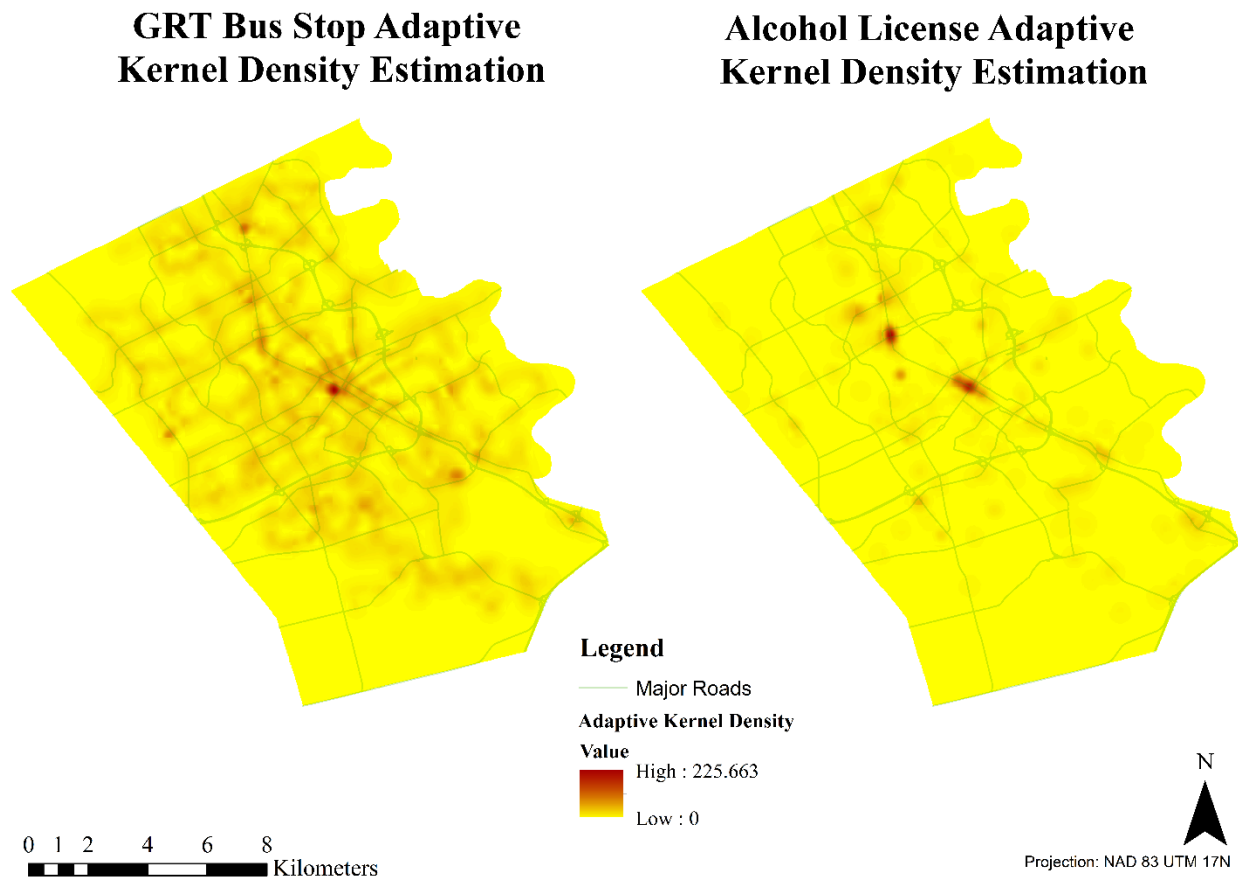 GRT Bus Stop Adaptive
Kernel Density Estimation
Alcohol License Adaptive
Kernel Density Estimation
Legend
Major Roads
Adaptive Kernel Density
Value
High : 225.663
Low : 0
0 1 2 4 6 8
Kilometers
N
Projection: NAD 83 UTM 17N